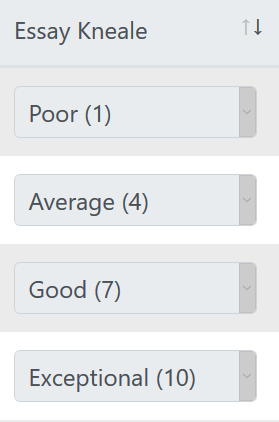 Essay Kneale
Poor (1)
Average (4)
Good (7)
Exceptional (10)